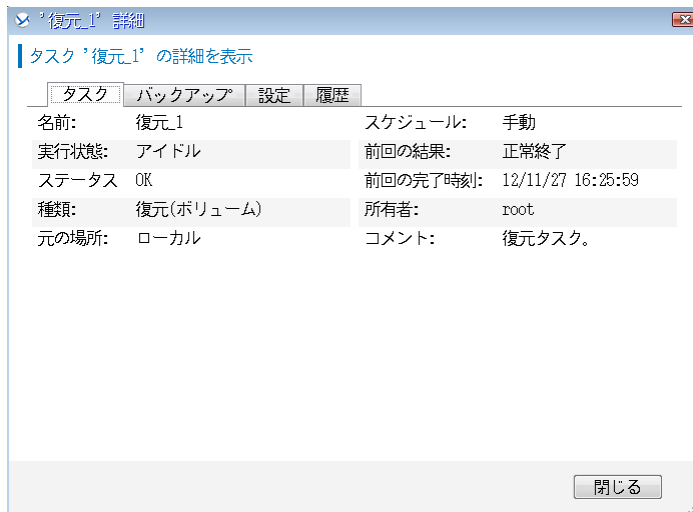 '復元_1' 詳細
タスク '復元_1' の詳細を表示
タスク バックアップ 設定 履歴
名前: 復元_1 スケジュール: 手動
実行状態: アイドル 前回の結果: 正常終了
ステータス OK 前回の完了時刻: 12/11/27 16:25:59
種類: 復元(ボリューム) 所有者: root
元の場所: ローカル コメント: 復元タスク。
閉じる